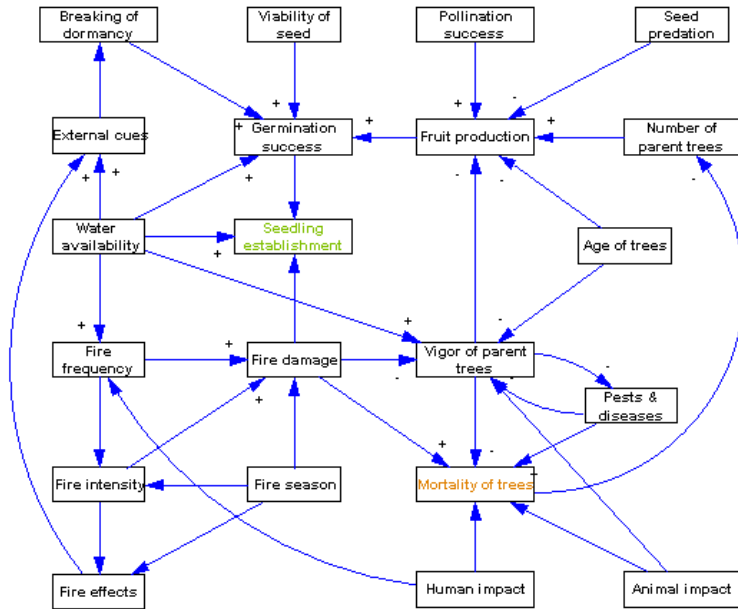 Breaking of
dormancy
Viability of
seed
Pollination
success
Seed
predation
-
+
+
+
+
+
External cues
Germination
success
Fruit production
Number of
parent trees
+
+
+
-
-
-
Water
availability
Seedling
establishment
Age of trees
+
+
+
-
Fire
frequency
+
Fire damage
Vigor of parent
trees
-
-
-
Pests &
diseases
+
+
-
+
Fire intensity
Fire season
Mortality of trees
Fire effects
Human impact
Animal impact